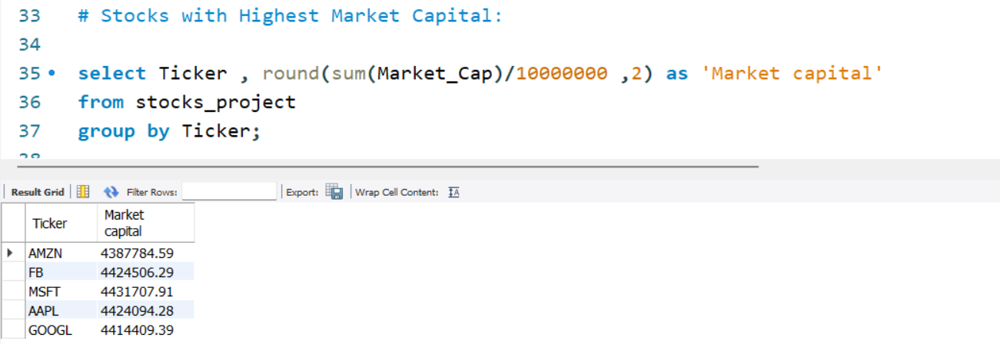 33 # Stocks with Highest Market Capital:
34
35 select Ticker , round(sum(Market_Cap)/10000000 ,2) as 'Market capital'
36 from stocks_project
37 group by Ticker;
38
Result Grid Filter Rows: Export: Wrap Cell Content: IA
Ticker Market
capital
AMZN 4387784.59
FB 4424506.29
MSFT 4431707.91
AAPL 4424094.28
GOOGL 4414409.39